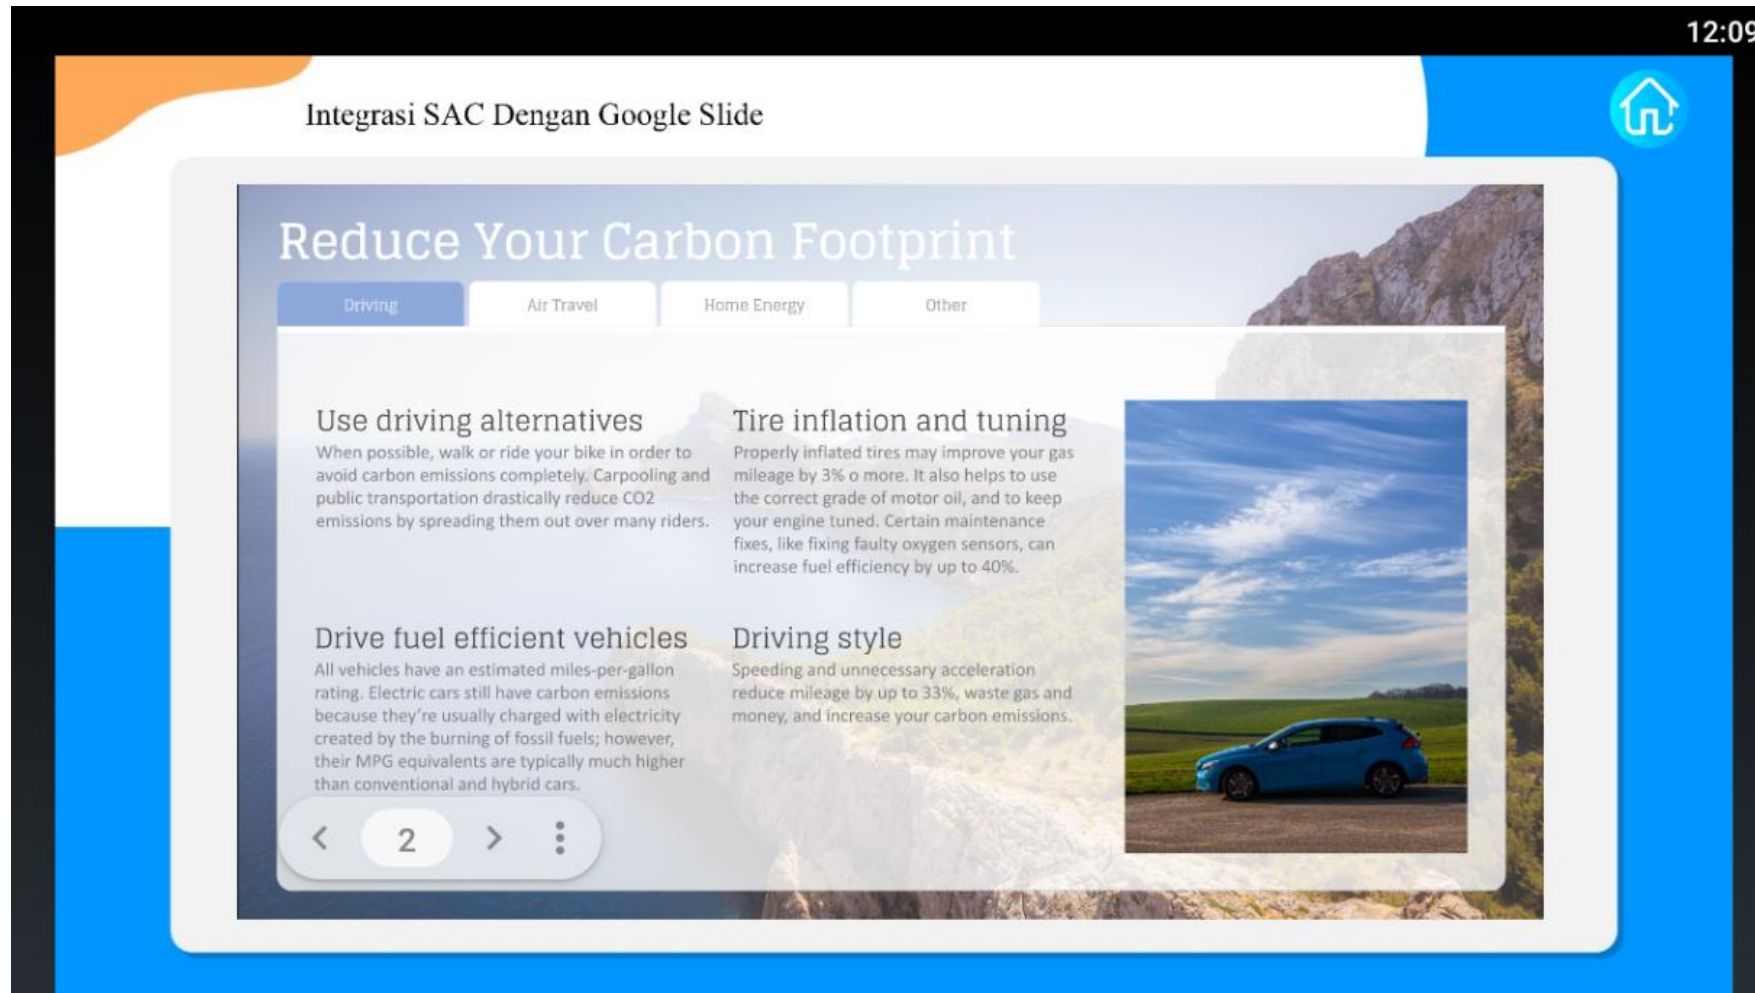 12:09
Integrasi SAC Dengan Google Slide
Reduce Your Carbon Footprint
Driving
Air Travel
Home Energy
Other
Use driving alternatives
When possible, walk or ride your bike in order to
avoid carbon emissions completely. Carpooling and
public transportation drastically reduce CO2
emissions by spreading them out over many riders.
Tire inflation and tuning
Properly inflated tires may improve your gas
mileage by 3% o more. It also helps to use
the correct grade of motor oil, and to keep
your engine tuned. Certain maintenance
fixes, like fixing faulty oxygen sensors, can
increase fuel efficiency by up to 40%.
Drive fuel efficient vehicles
All vehicles have an estimated miles-per-gallon
rating. Electric cars still have carbon emissions
because they're usually charged with electricity
created by the burning of fossil fuels; however,
their MPG equivalents are typically much higher
than conventional and hybrid cars.
Driving style
Speeding and unnecessary acceleration
reduce mileage by up to 33%, waste gas and
money, and increase your carbon emissions.
2